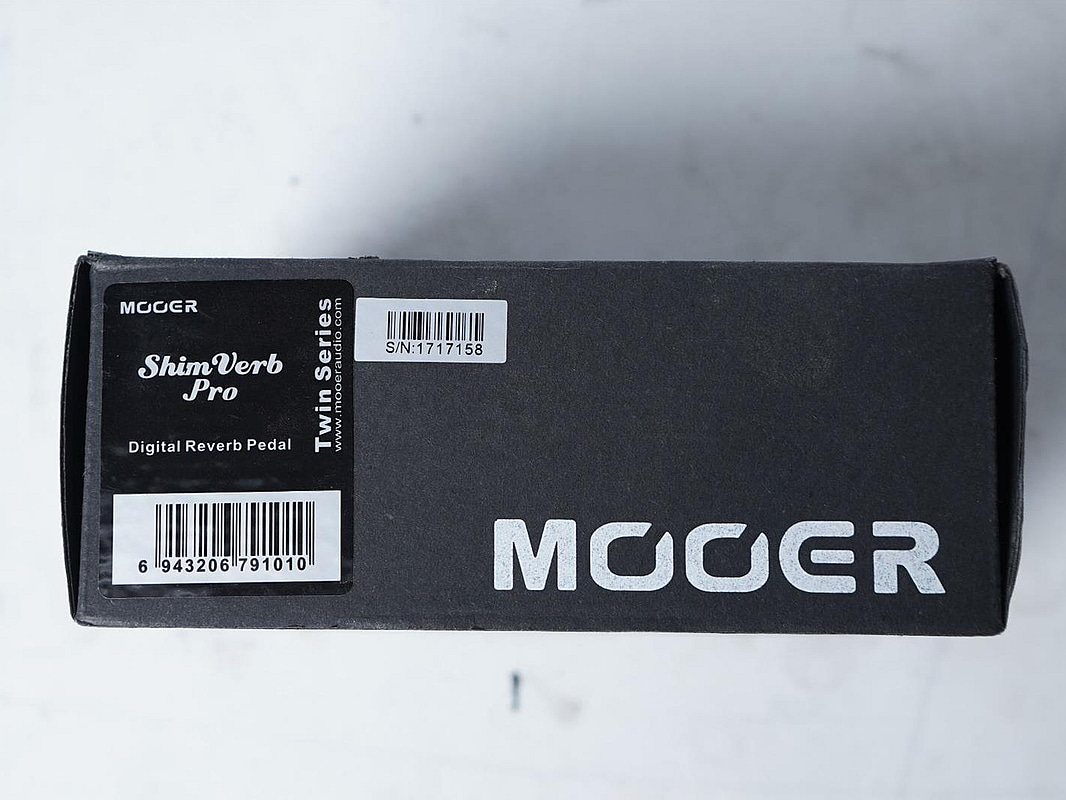 MOOER
ShimVerb
Pro
Digital Reverb Pedal
Twin Series
www.mooeraudio.com
6 943206 791010
S/N:1717158
MOOER